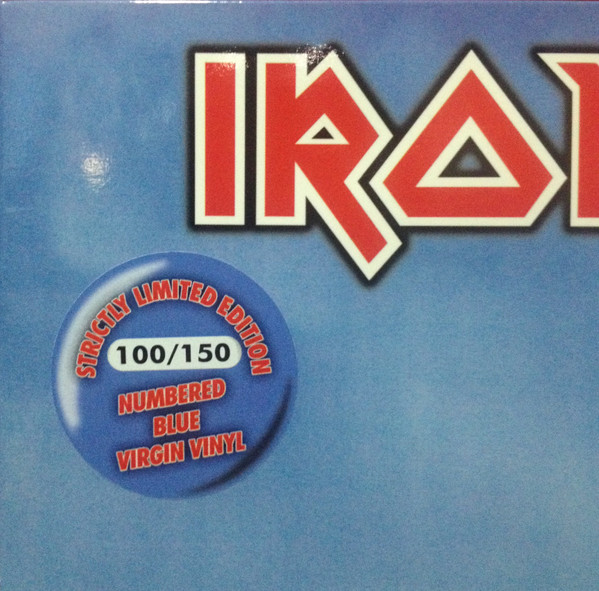 IRO
STRICTLY LIMITED EDITION
100/150
NUMBERED
BLUE
VIRGIN VINYL